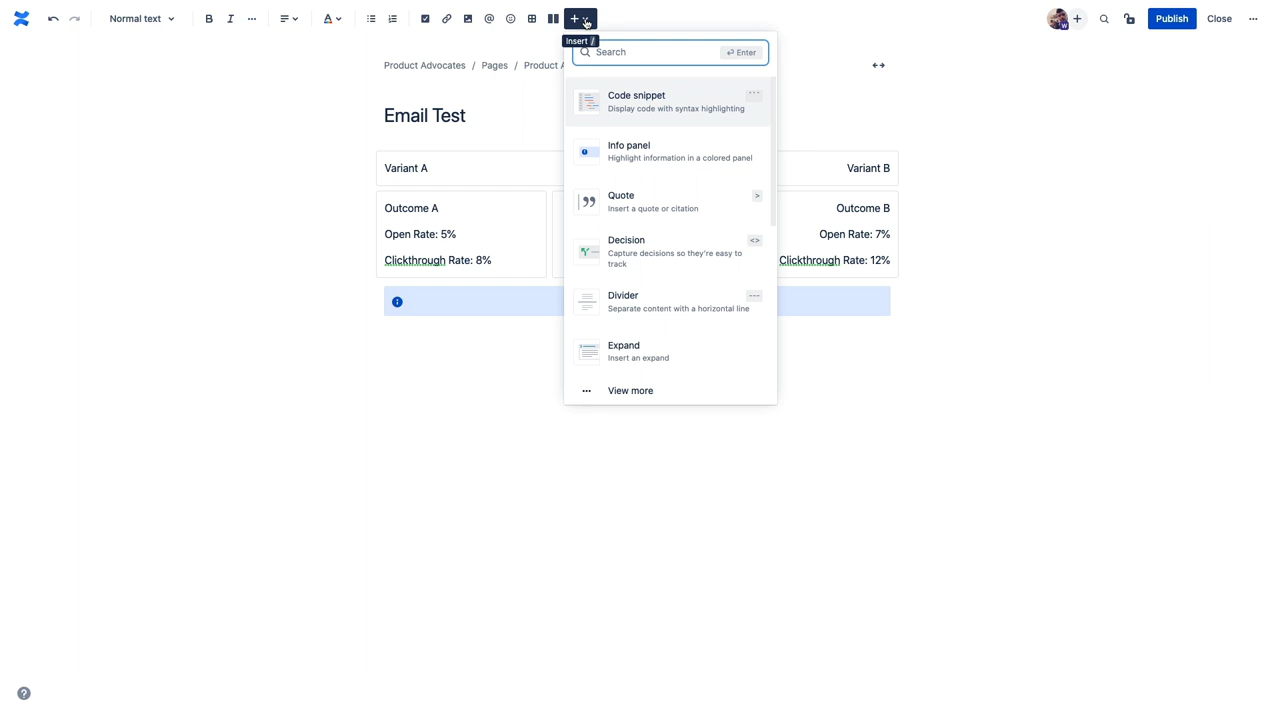 Normal text
B I A @
Publish
Close
Insert /
Search
Enter
Product Advocates / Pages / Product A
Code snippet
```
Display code with syntax highlighting
Email Test
Info panel
Highlight information in a colored panel
Variant A
Variant B
Quote
>
Insert a quote or citation
Outcome A
Outcome B
Open Rate: 5%
Open Rate: 7%
Decision
<>
Capture decisions so they're easy to
track
Clickthrough Rate: 8%
Clickthrough Rate: 12%
Divider
---
Separate content with a horizontal line
Expand
Insert an expand
View more